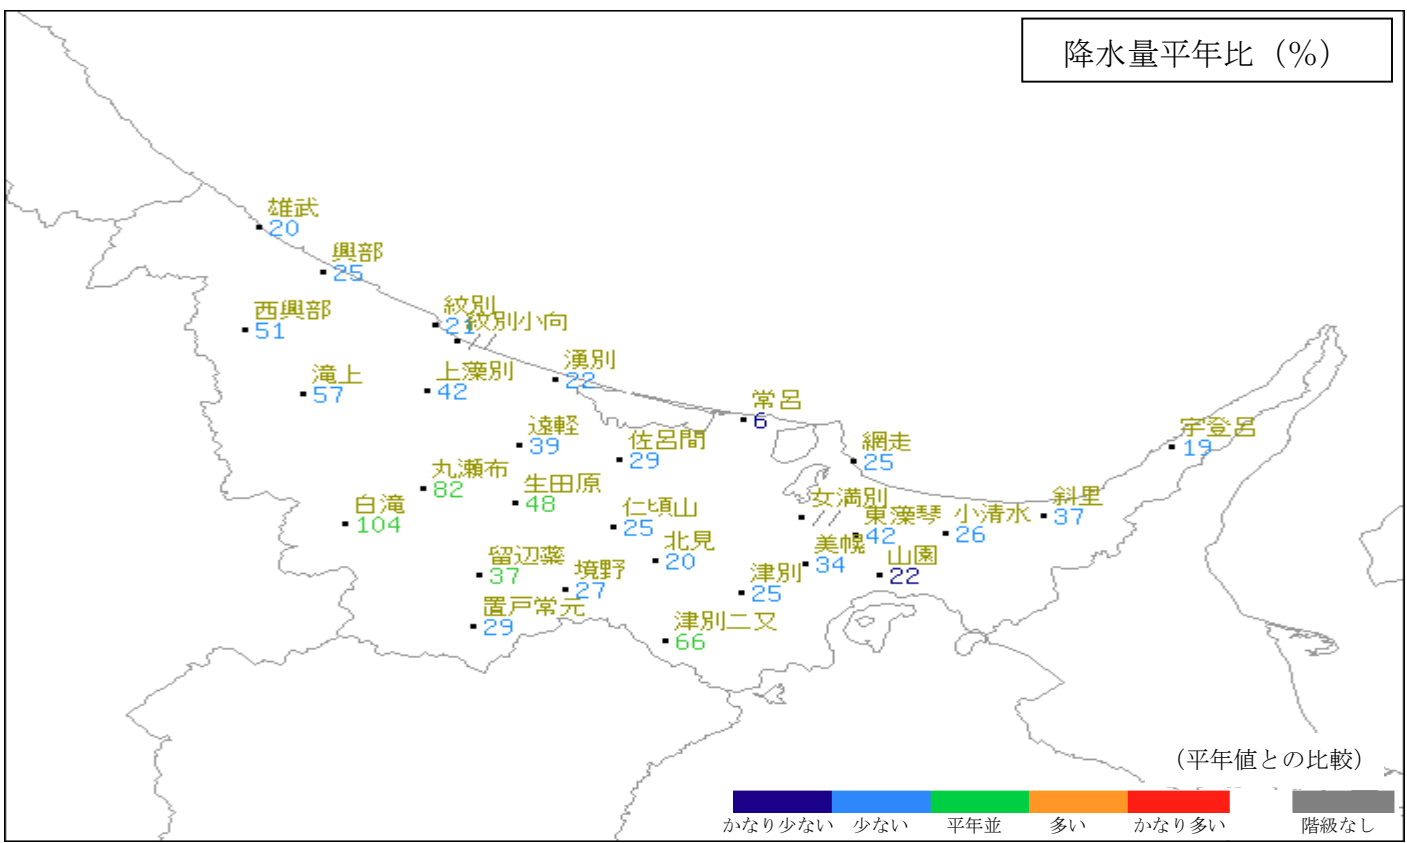 降水量平年比（％）
雄武
20
興部
25
西興部
51
紋別
21
紋別小向
滝上
57
上藻別
42
湧別
22
常呂
6
遠軽
39
佐呂間
29
網走
25
宇登呂
19
丸瀬布
82
生田原
48
白滝
104
仁頃山
25
女満別
東藻琴
42
小清水
26
斜里
37
北見
20
美幌
34
山園
22
留辺蘂
37
境野
27
津別
25
置戸常元
29
津別二又
66
（平年値との比較）
かなり少ない 少ない 平年並 多い かなり多い 階級なし